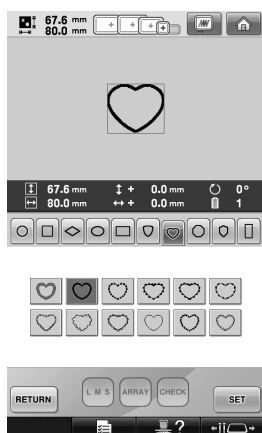 67.6 mm
80.0 mm
67.6 mm + 0.0 mm 0°
80.0 mm + 0.0 mm 1
L M S ARRAY CHECK
RETURN SET
?